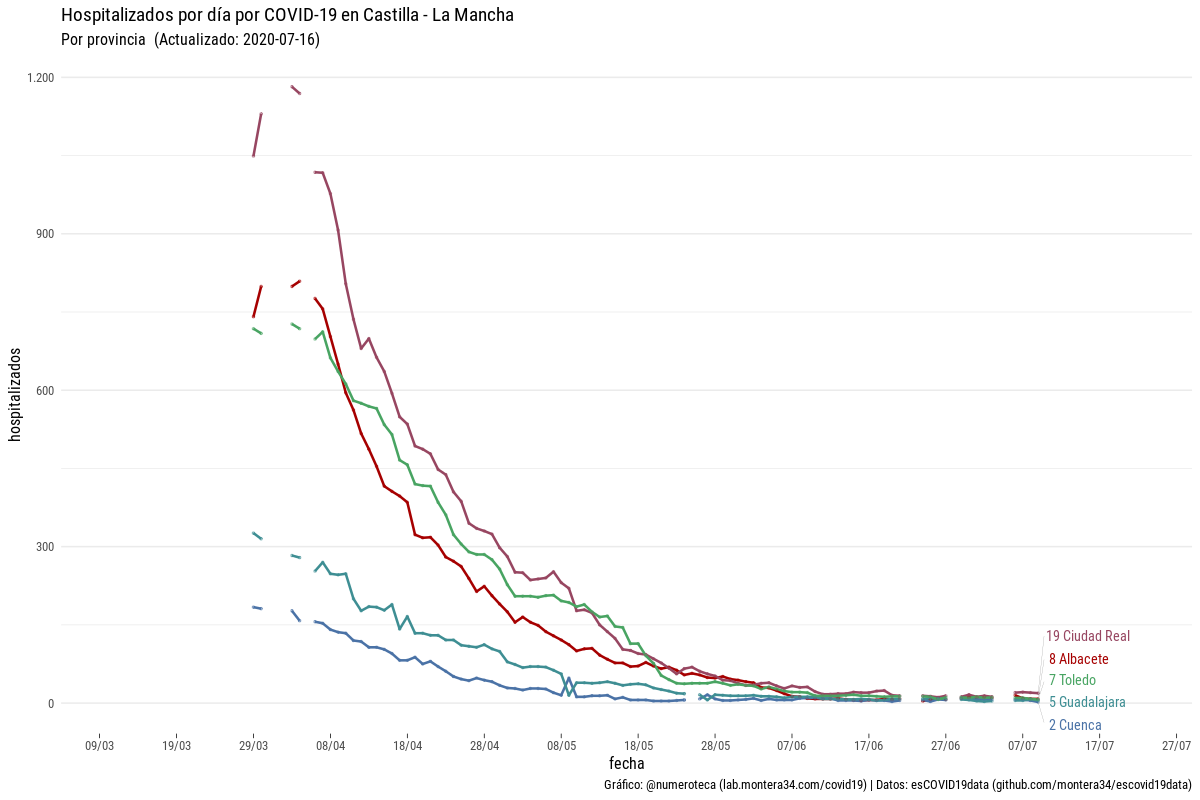 Hospitalizados por día por COVID-19 en Castilla - La Mancha
Por provincia (Actualizado: 2020-07-16)
hospitalizados
1.200
900
600
300
0
19 Ciudad Real
8 Albacete
7 Toledo
5 Guadalajara
2 Cuenca
09/03 19/03 29/03 08/04 18/04 28/04 08/05 18/05 28/05 07/06 17/06 27/06 07/07 17/07 27/07
fecha
Gráfico: @numeroteca (lab.montera34.com/covid19) | Datos: esCOVID19data (github.com/montera34/escovid19data)